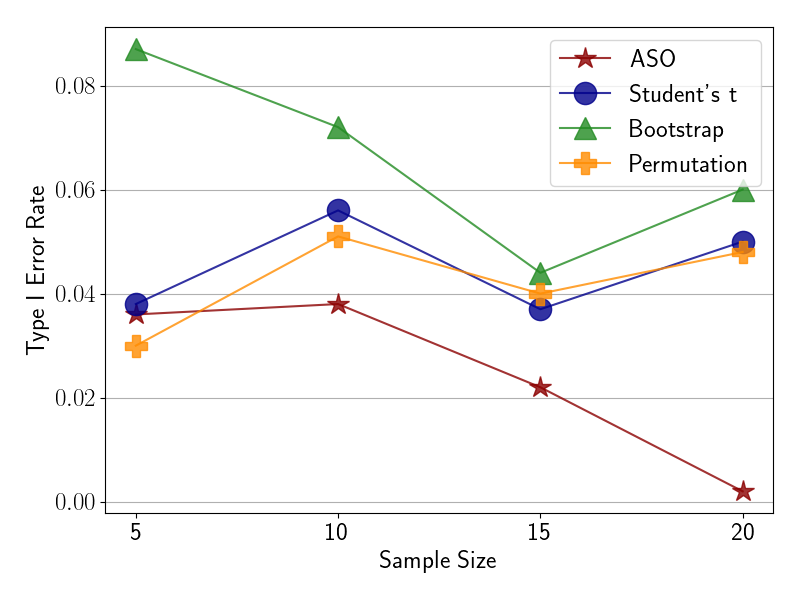 ASO
Student's t
Bootstrap
Permutation
Type I Error Rate
0.08
0.06
0.04
0.02
0.00
5 10 15 20
Sample Size